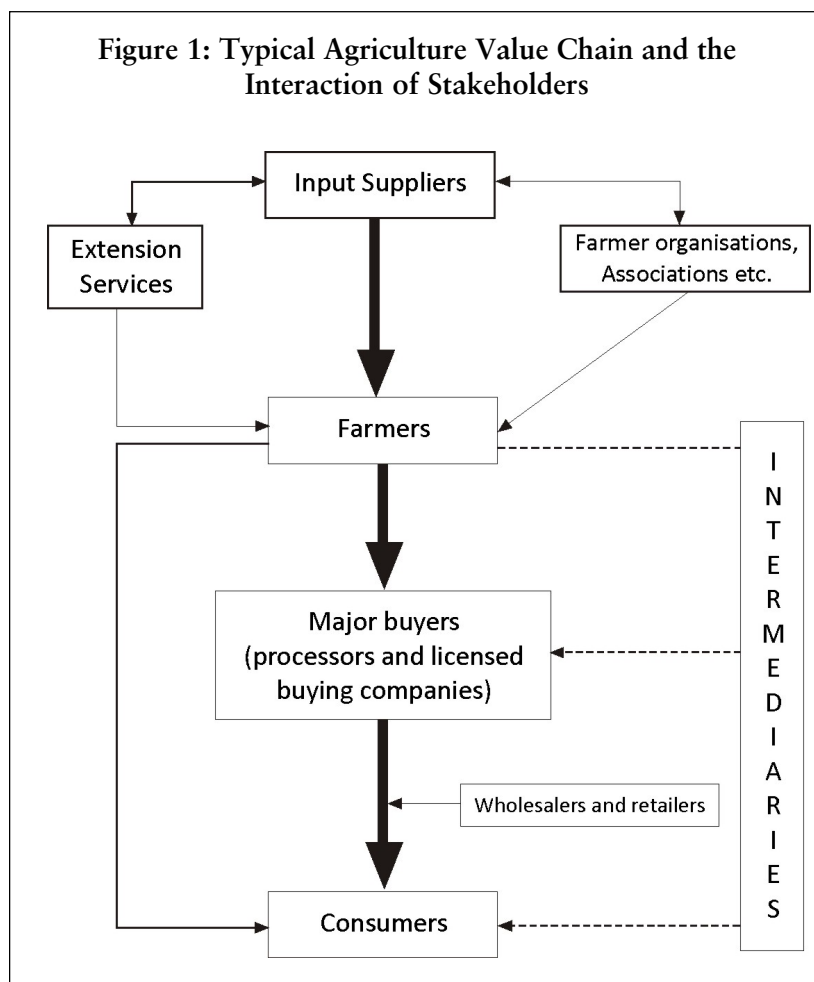 Figure 1: Typical Agriculture Value Chain and the
Interaction of Stakeholders
Input Suppliers
Extension
Services
Farmer organisations,
Associations etc.
Farmers
INTERMEDIARIES
Major buyers
(processors and licensed
buying companies)
Wholesalers and retailers
Consumers